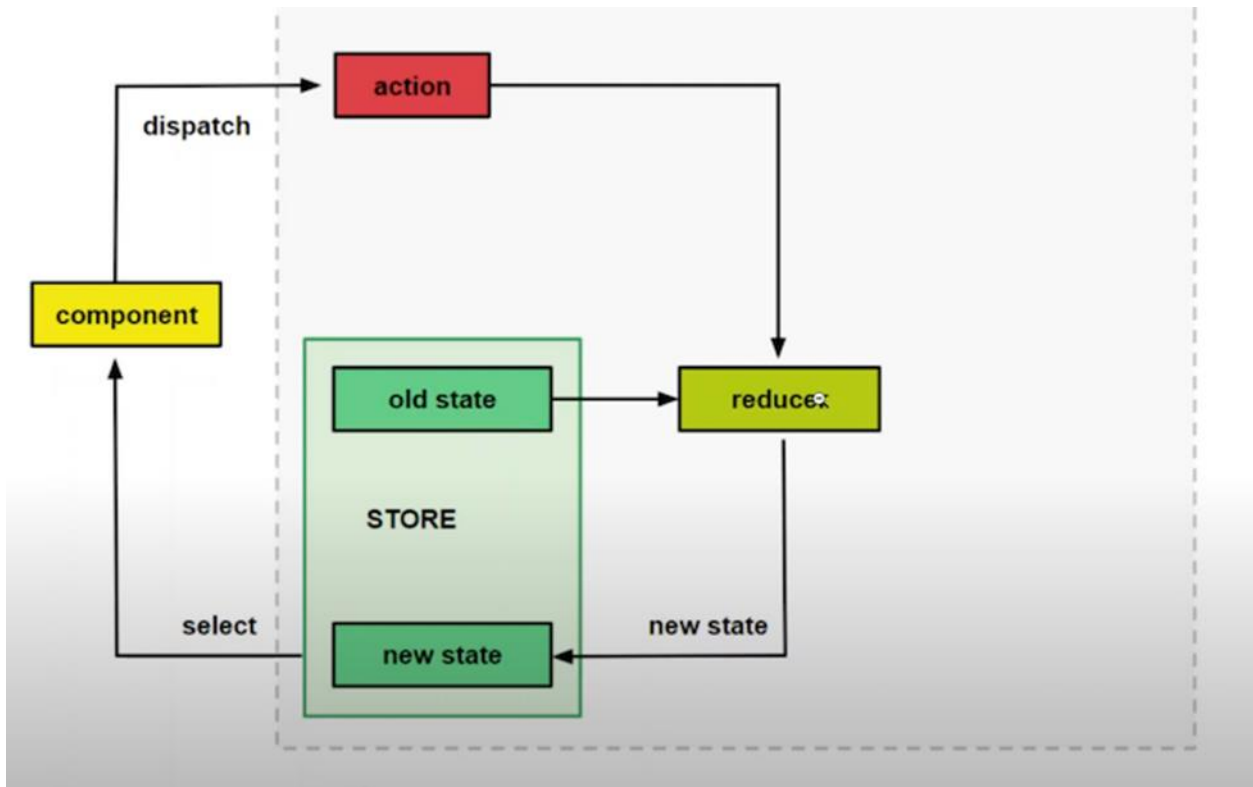 action
dispatch
component
old state
reducer
STORE
select
new state
new state